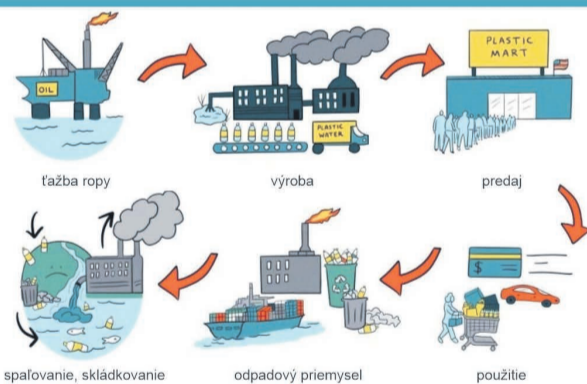 OIL
PLASTIC
WATER
PLASTIC
MART
ťažba ropy
výroba
predaj
$
spaľovanie, skládkovanie
odpadový priemysel
použitie